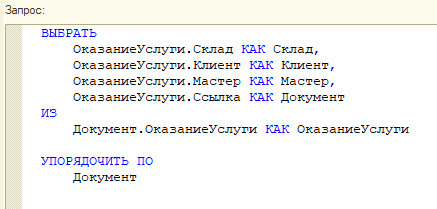 Запрос:
ВЫБРАТЬ
ОказаниеУслуги.Склад КАК Склад,
ОказаниеУслуги.Клиент КАК Клиент,
ОказаниеУслуги.Мастер КАК Мастер,
ОказаниеУслуги.Ссылка КАК Документ
ИЗ
Документ.ОказаниеУслуги КАК ОказаниеУслуги
УПОРЯДОЧИТЬ ПО
Документ